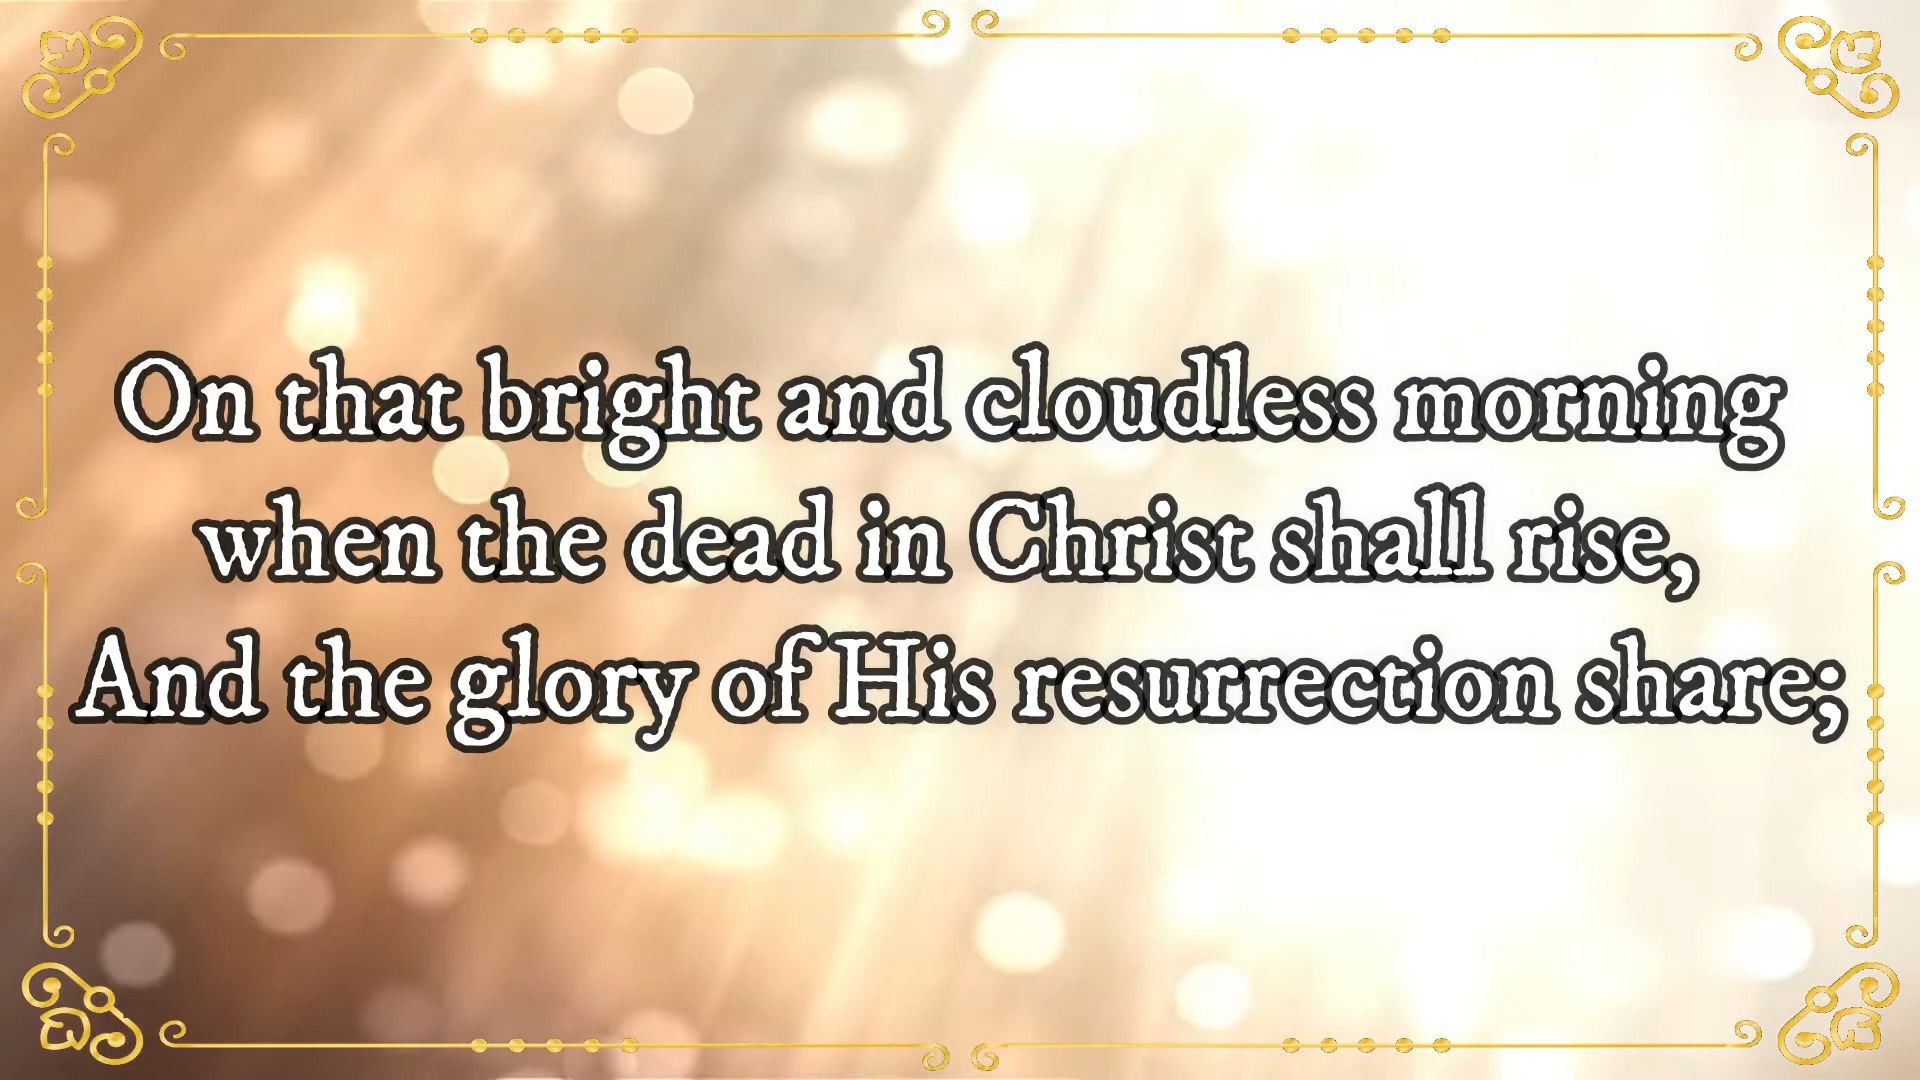 On that bright and cloudless morning
when the dead in Christ shall rise,
And the glory of His resurrection share;